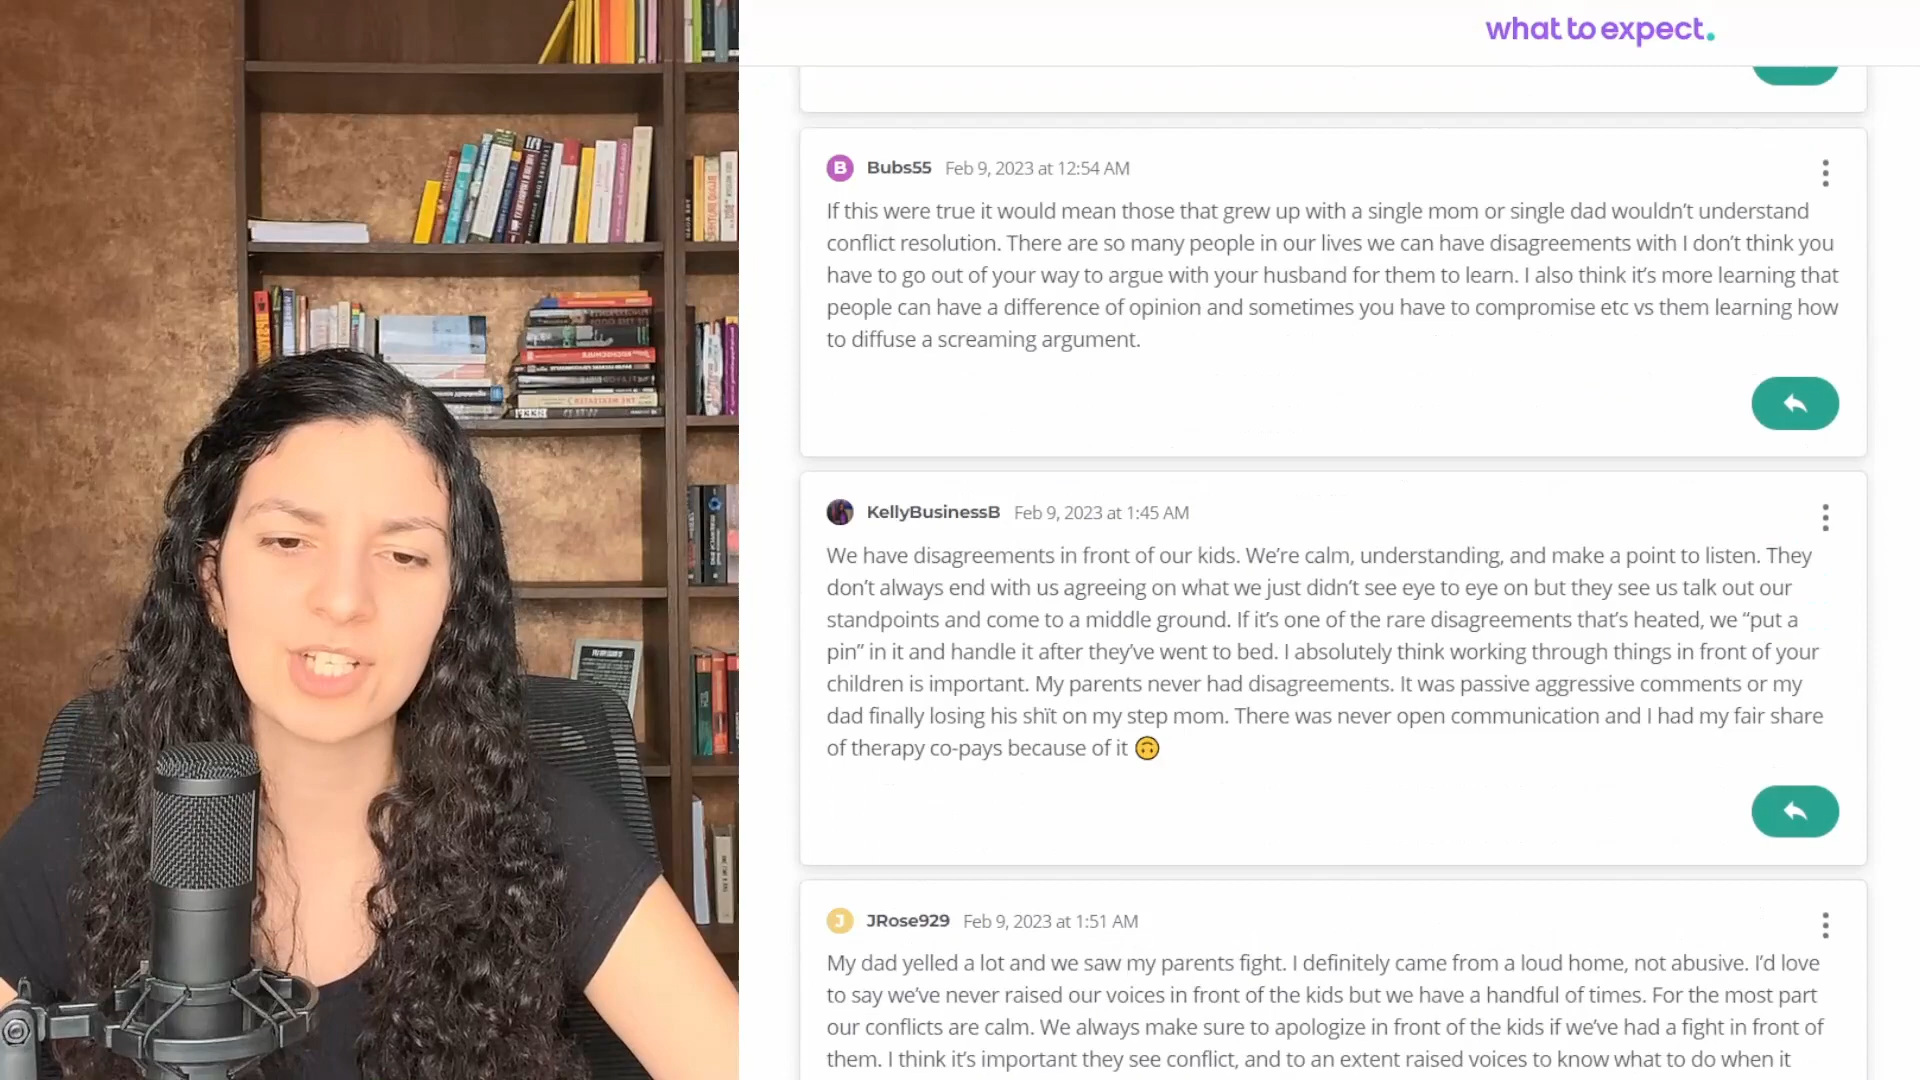 what to expect.
B Bubs55 Feb 9, 2023 at 12:54 AM
If this were true it would mean those that grew up with a single mom or single dad wouldn’t understand
conflict resolution. There are so many people in our lives we can have disagreements with I don’t think you
have to go out of your way to argue with your husband for them to learn. I also think it’s more learning that
people can have a difference of opinion and sometimes you have to compromise etc vs them learning how
to diffuse a screaming argument.
KellyBusinessB Feb 9, 2023 at 1:45 AM
We have disagreements in front of our kids. We’re calm, understanding, and make a point to listen. They
don’t always end with us agreeing on what we just didn’t see eye to eye on but they see us talk out our
standpoints and come to a middle ground. If it’s one of the rare disagreements that’s heated, we “put a
pin” in it and handle it after they’ve went to bed. I absolutely think working through things in front of your
children is important. My parents never had disagreements. It was passive aggressive comments or my
dad finally losing his shït on my step mom. There was never open communication and I had my fair share
of therapy co-pays because of it 🙃
J JRose929 Feb 9, 2023 at 1:51 AM
My dad yelled a lot and we saw my parents fight. I definitely came from a loud home, not abusive. I’d love
to say we’ve never raised our voices in front of the kids but we have a handful of times. For the most part
our conflicts are calm. We always make sure to apologize in front of the kids if we’ve had a fight in front of
them. I think it’s important they see conflict, and to an extent raised voices to know what to do when it